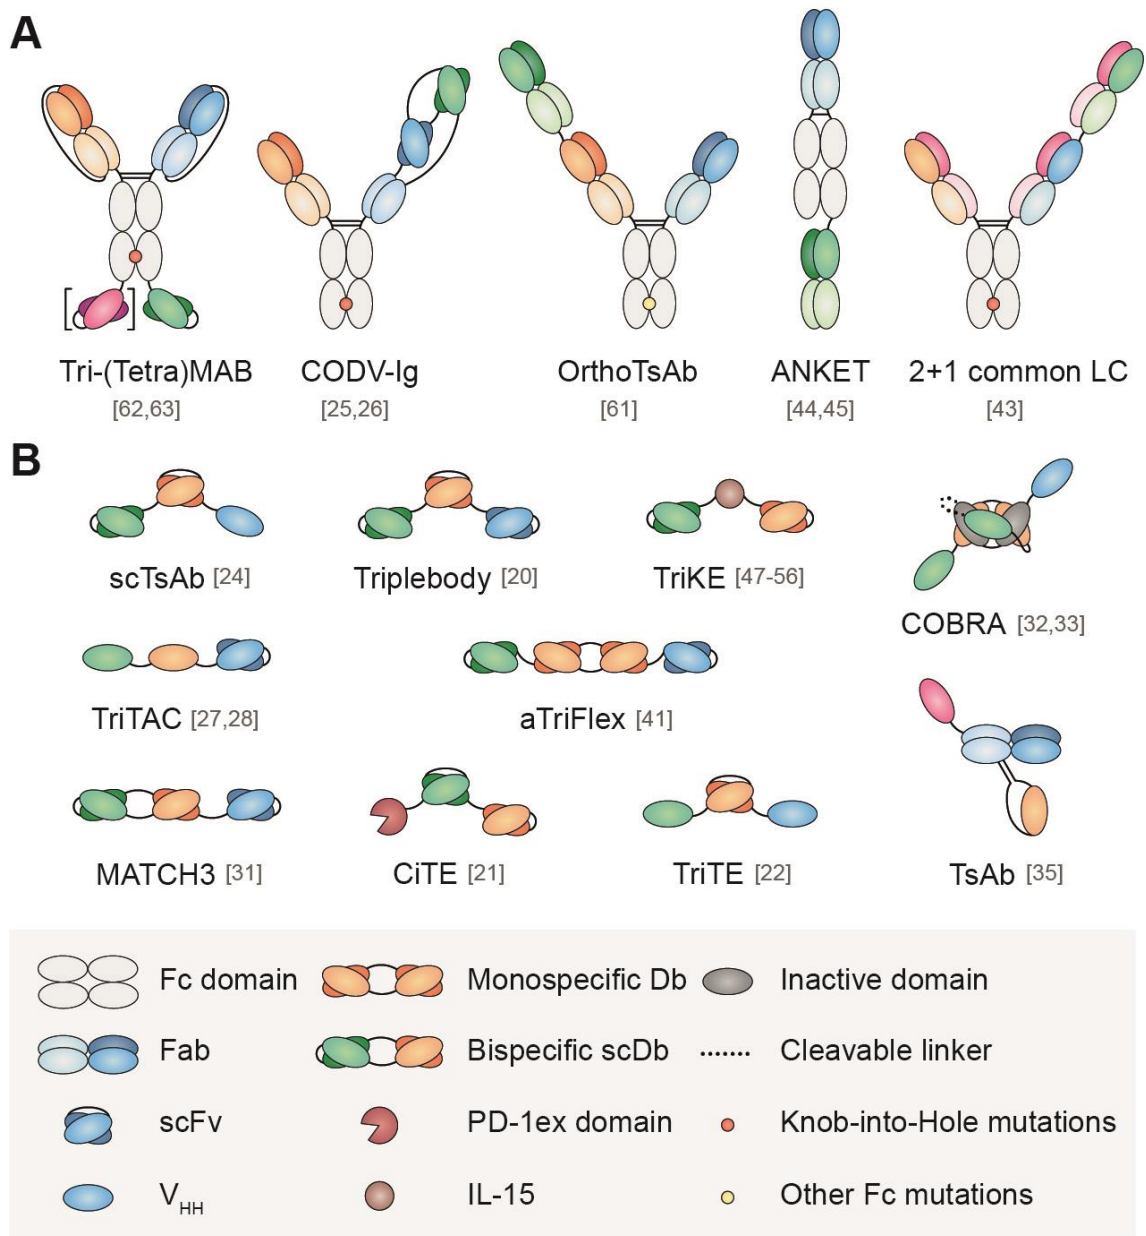 A
Tri-(Tetra)MAB CODV-Ig OrthoTsAb ANKET 2+1 common LC
[62,63] [25,26] [61] [44,45] [43]
B
scTsAb [24] Triplebody [20] TriKE [47-56]
COBRA [32,33]
TriTAC [27,28] aTriFlex [41]
MATCH3 [31] CiTE [21] TriTE [22] TsAb [35]
Fc domain Monospecific Db Inactive domain
Fab Bispecific scDb Cleavable linker
scFv PD-1ex domain Knob-into-Hole mutations
VHH IL-15 Other Fc mutations